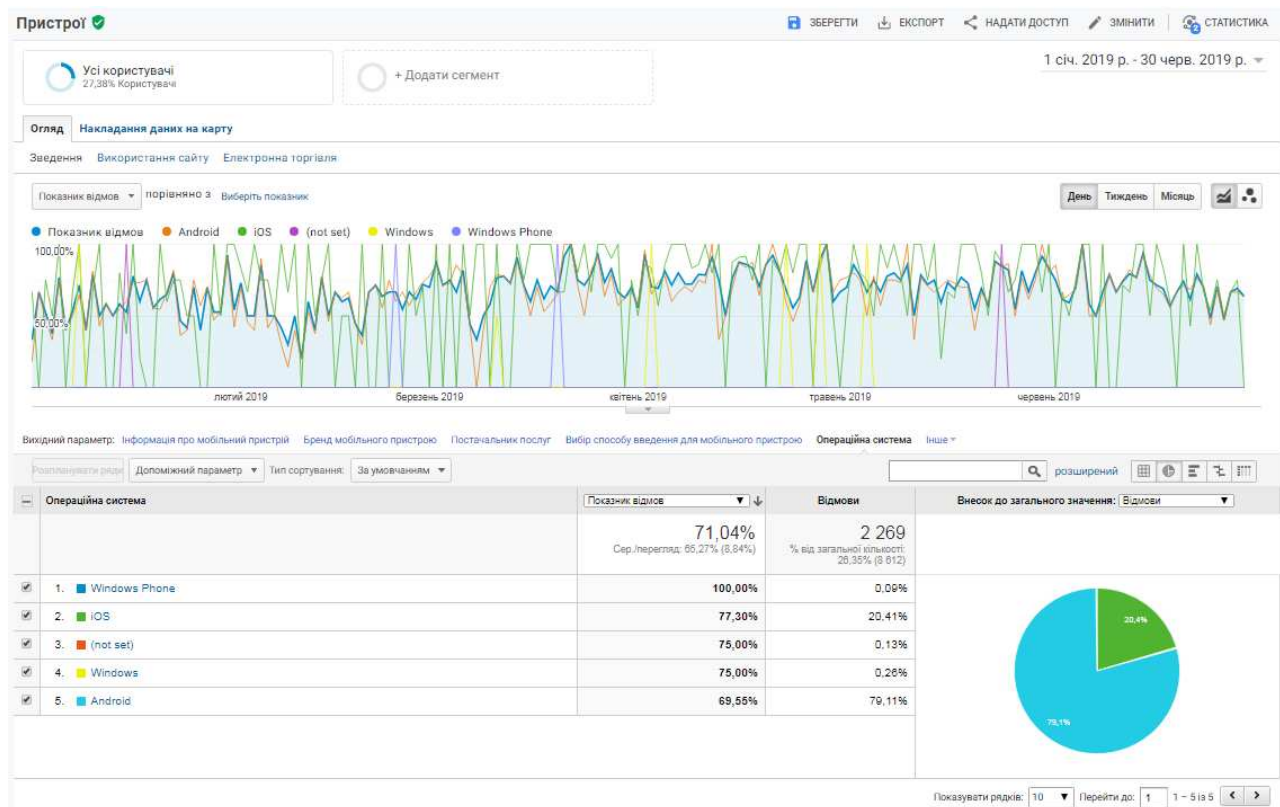 Пристрої
ЗБЕРЕГТИ ЕКСПОРТ НАДАТИ ДОСТУП ЗМІНИТИ 2 СТАТИСТИКА
Усі користувачі
27,38% Користувачі
+ Додати сегмент
1 січ. 2019 р. - 30 черв. 2019 р.
Огляд Накладання даних на карту
Зведення Використання сайту Електронна торгівля
Показник відмов порівняно з Виберіть показник
День Тиждень Місяць
Показник відмов Android iOS (not set) Windows Windows Phone
100,00%
50,00%
лютий 2019 березень 2019 квітень 2019 травень 2019 червень 2019
Вихідний параметр: Інформація про мобільний пристрій Бренд мобільного пристрою Постачальник послуг Вибір способу введення для мобільного пристрою Операційна система Інше
Розпланувати рядки Допоміжний параметр Тип сортування: За умовчанням розширений
Операційна система Показник відмов Відмови Внесок до загального значення: Відмови
71,04% 2 269
Сер./перегляд: 65,27% (8,84%) % від загальної кількості:
26,35% (8 612)
1. Windows Phone 100,00% 0,09%
2. iOS 77,30% 20,41%
3. (not set) 75,00% 0,13%
4. Windows 75,00% 0,26%
5. Android 69,55% 79,11%
20,4%
79,1%
Показувати рядків: 10 Перейти до: 1 1 – 5 із 5